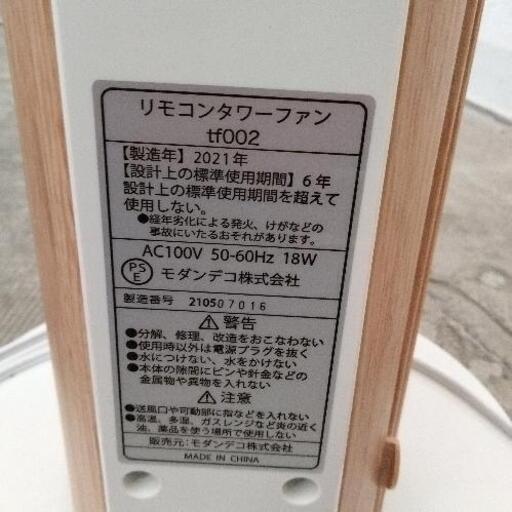 リモコンタワーファン
tf002
【製造年】2021年
【設計上の標準使用期間】6年
設計上の標準使用期間を超えて
使用しない。
●経年劣化による発火、けがなどの
事故にいたるおそれがあります。
AC100V 50-60Hz 18W
PSE モダンデコ株式会社
製造番号 210507016
⚠警告
●分解、修理、改造をおこなわない
●使用時以外は電源プラグを抜く
●水につけない、水をかけない
●本体の隙間にピンや針金などの
金属物や異物を入れない
⚠注意
●送風口や可動部に指などを入れない
●高温、多湿、ガスレンジなど炎の近く
油、薬品を使う場所で使用しない
販売元:モダンデコ株式会社
MADE IN CHINA